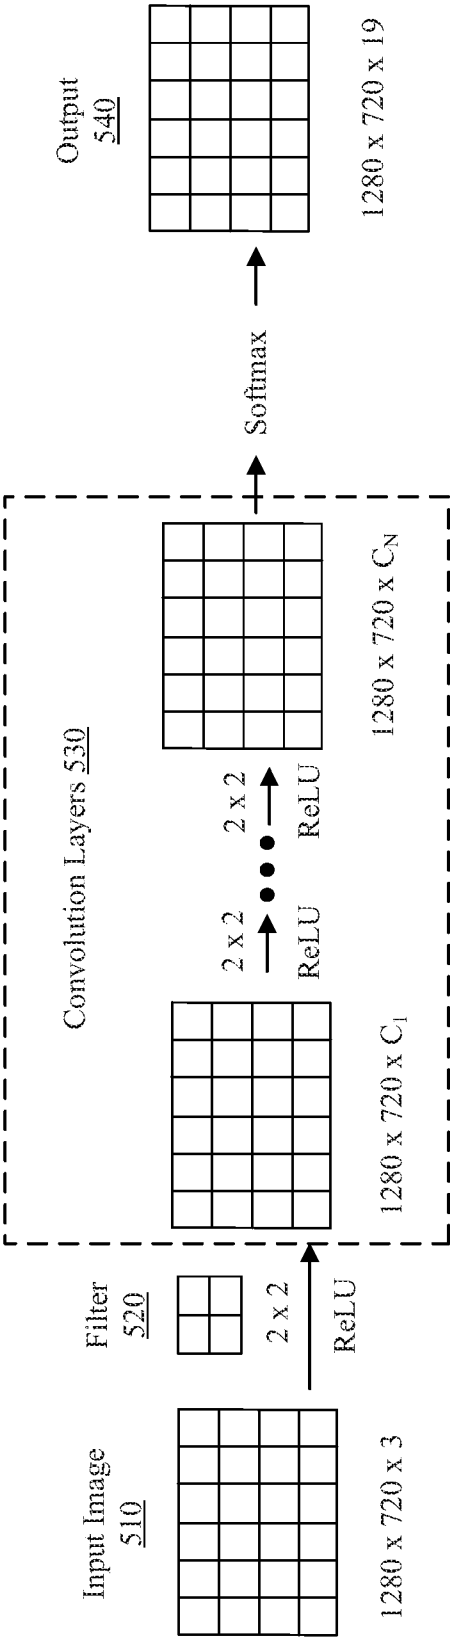 Input Image
510
1280 x 720 x 3
Filter
520
2 x 2
ReLU
Convolution Layers 530
1280 x 720 x C1
2 x 2
ReLU
2 x 2
ReLU
1280 x 720 x CN
Softmax
Output
540
1280 x 720 x 19